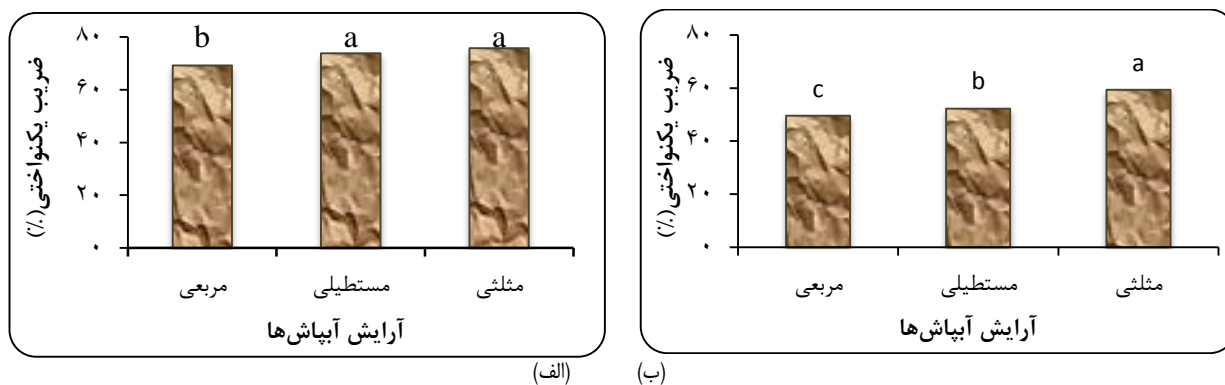 ضریب یکنواختی(٪)
۸۰
۶۰
۴۰
۲۰
۰
b
a
a
مربعی
مستطیلی
مثلثی
آرایش آبپاش‌ها
(الف)
ضریب یکنواختی(٪)
۸۰
۶۰
۴۰
۲۰
۰
c
b
a
مربعی
مستطیلی
مثلثی
آرایش آبپاش‌ها
(ب)